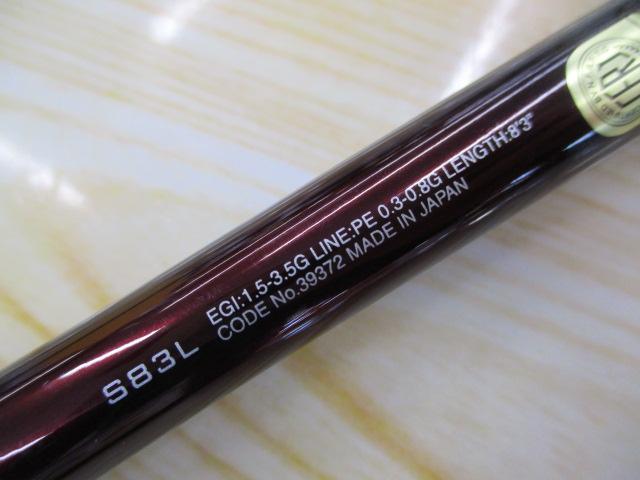 S83L
EGI:1.5-3.5G LINE:PE 0.3-0.8G LENGTH:8'3"
CODE No.39372 MADE IN JAPAN